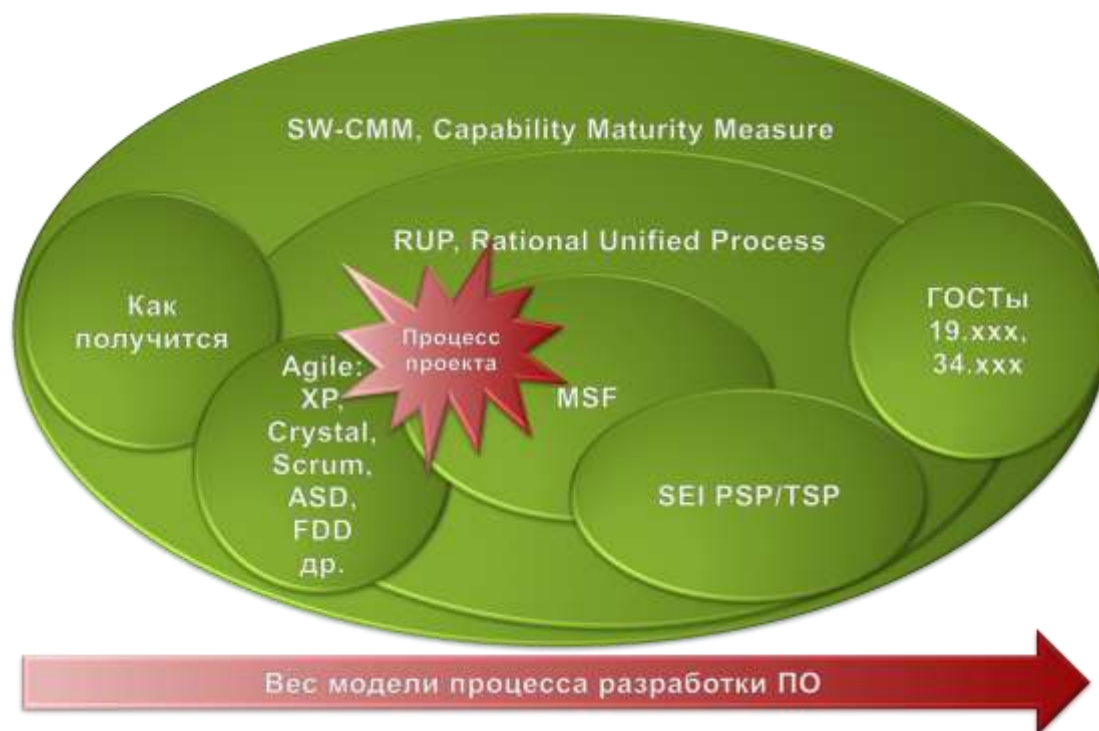 SW-CMM, Capability Maturity Measure
RUP, Rational Unified Process
Как
получится
Процесс
проекта
ГОСТы
19.xxx,
34.xxx
Agile:
XP,
Crystal,
Scrum,
ASD,
FDD
др.
MSF
SEI PSP/TSP
Вес модели процесса разработки ПО